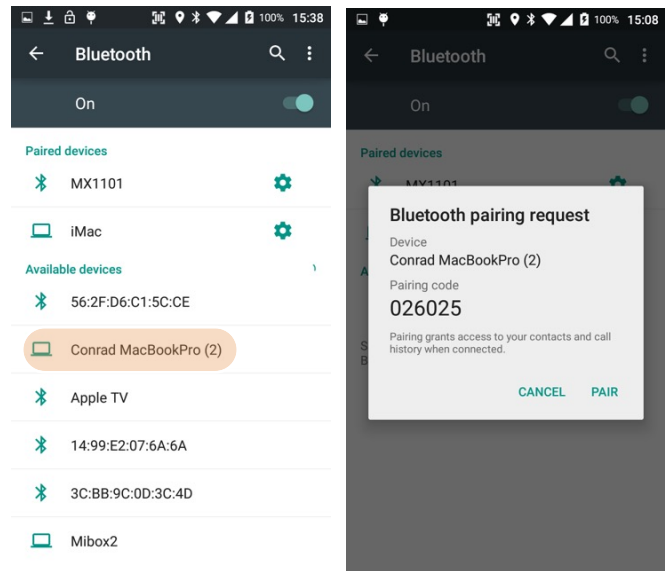 100% 15:38
Bluetooth
On
Paired devices
MX1101
iMac
Available devices
56:2F:D6:C1:5C:CE
Conrad MacBookPro (2)
Apple TV
14:99:E2:07:6A:6A
3C:BB:9C:0D:3C:4D
Mibox2
100% 15:08
Bluetooth
On
Paired devices
MX1101
Bluetooth pairing request
Device
Conrad MacBookPro (2)
Pairing code
026025
Pairing grants access to your contacts and call
history when connected.
CANCEL PAIR